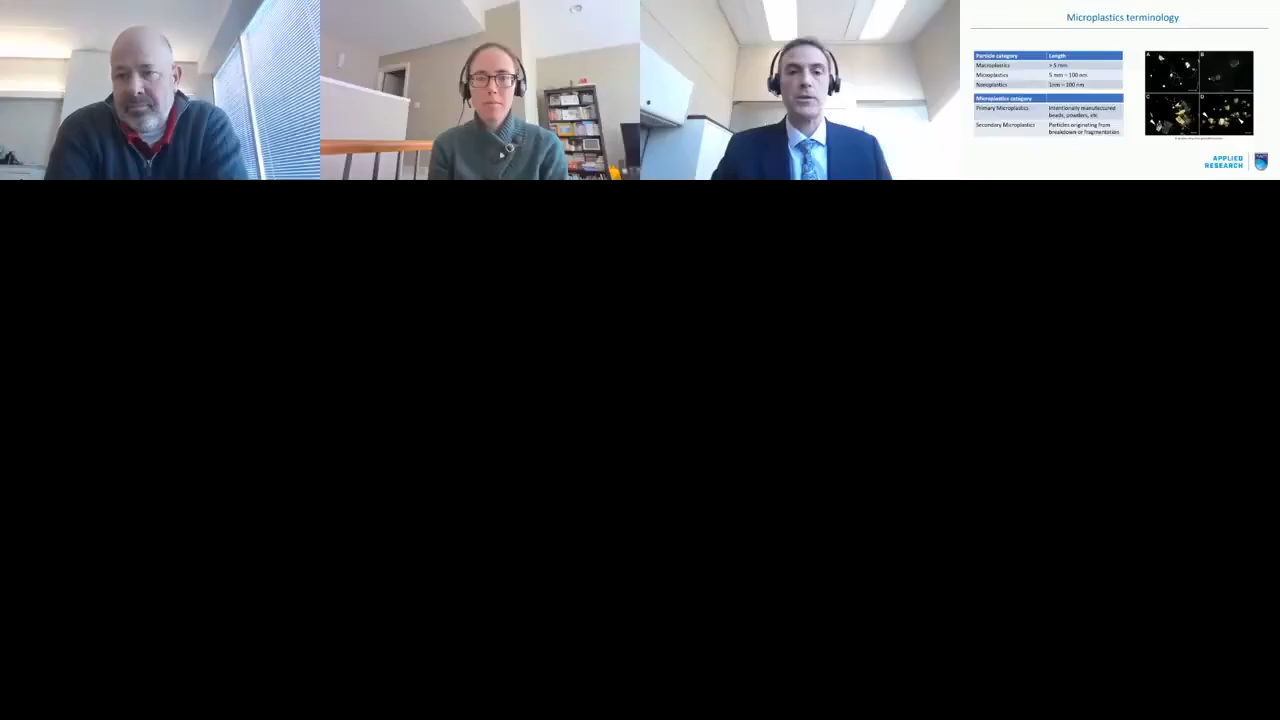 Microplastics terminology
Particle category Length
Macroplastics > 5 mm
Microplastics 5 mm – 100 nm
Nanoplastics 1nm – 100 nm
Microplastics category
Primary Microplastics Intentionally manufactured
beads, powders, etc
Secondary Microplastics Particles originating from
breakdown or fragmentation
A B
C D
APPLIED
RESEARCH